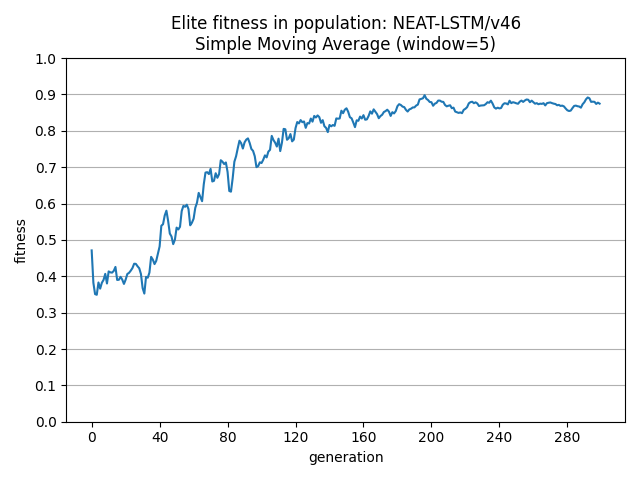 Elite fitness in population: NEAT-LSTM/v46
Simple Moving Average (window=5)
1.0
0.9
0.8
0.7
0.6
0.5
0.4
0.3
0.2
0.1
0.0
fitness
0 40 80 120 160 200 240 280
generation